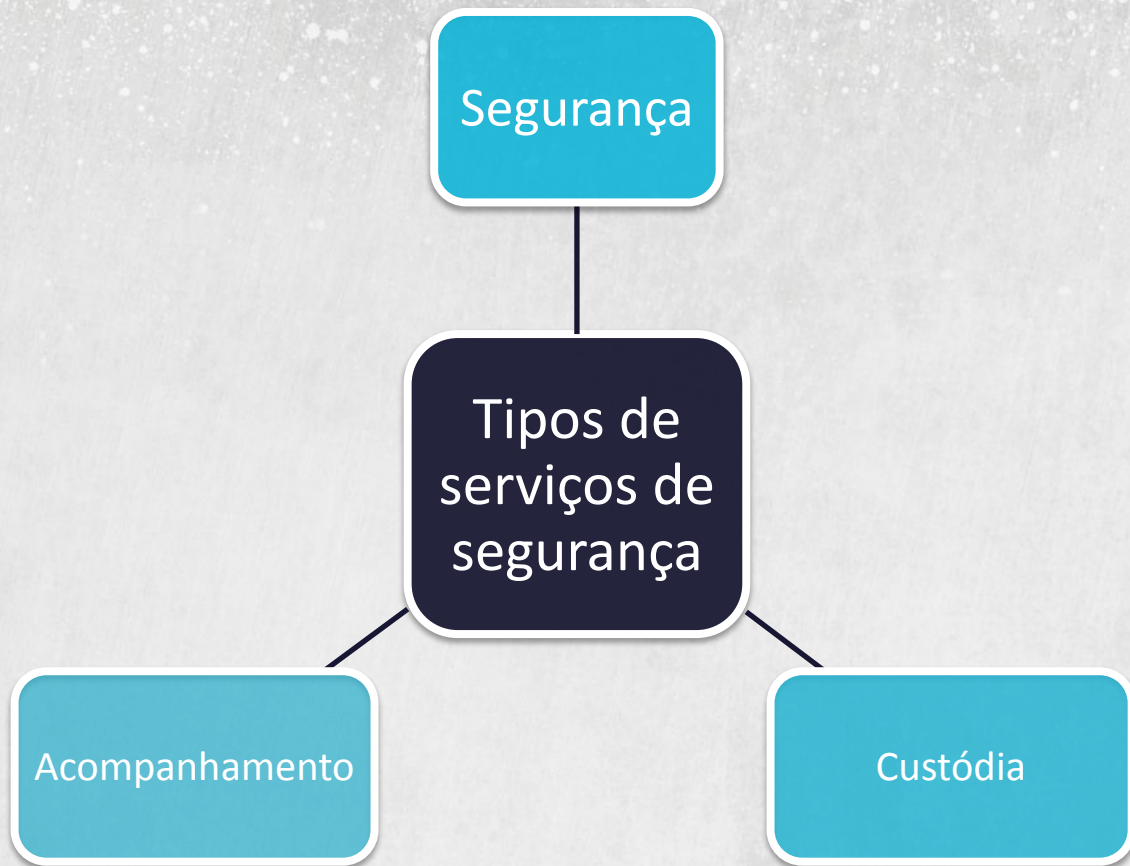 Segurança
Tipos de
serviços de
segurança
Acompanhamento
Custódia